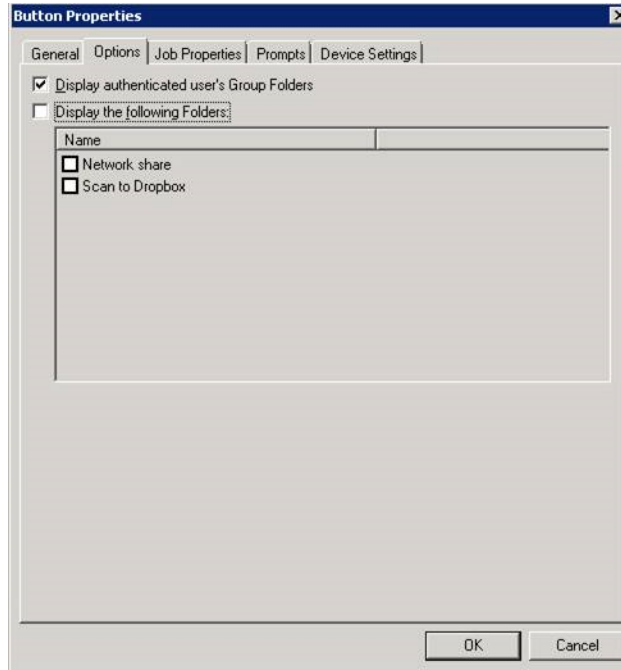 Button Properties
General Options Job Properties Prompts Device Settings
Display authenticated user's Group Folders
Display the following Folders:
Name
Network share
Scan to Dropbox
OK Cancel